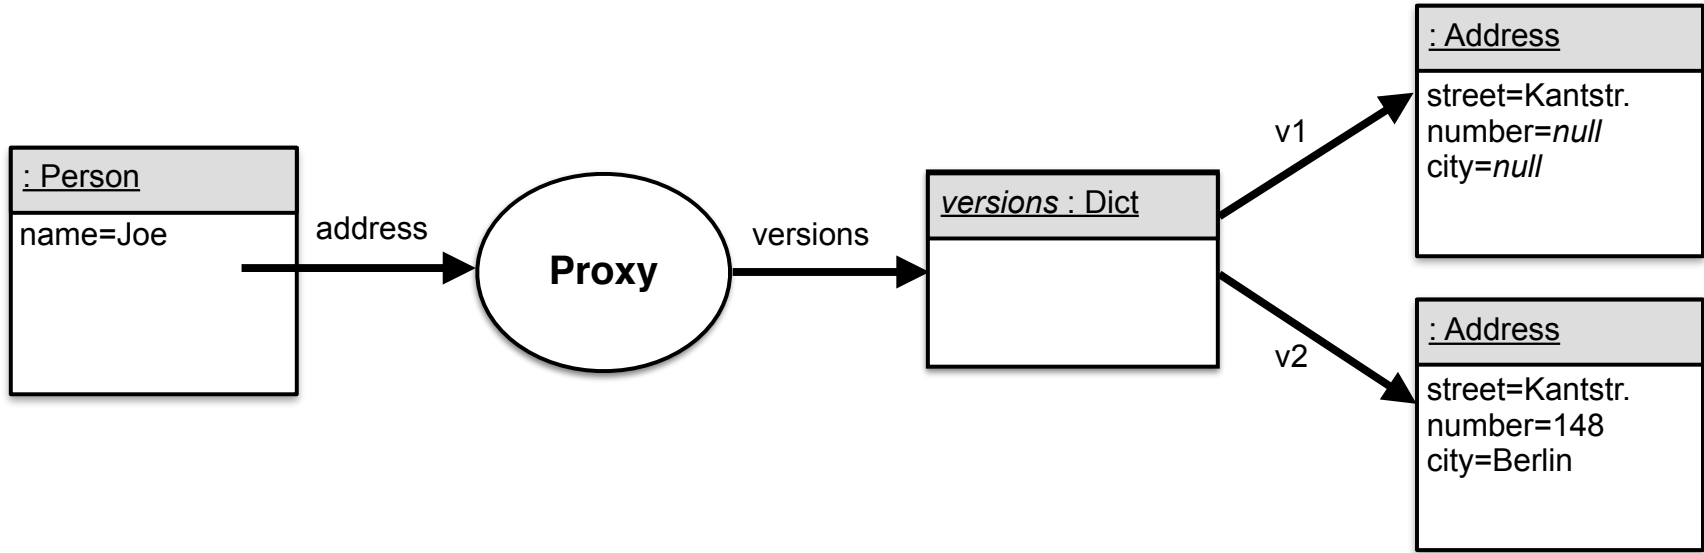 : Person
name=Joe
address
Proxy
versions
versions : Dict
v1
v2
: Address
street=Kantstr.
number=null
city=null
: Address
street=Kantstr.
number=148
city=Berlin